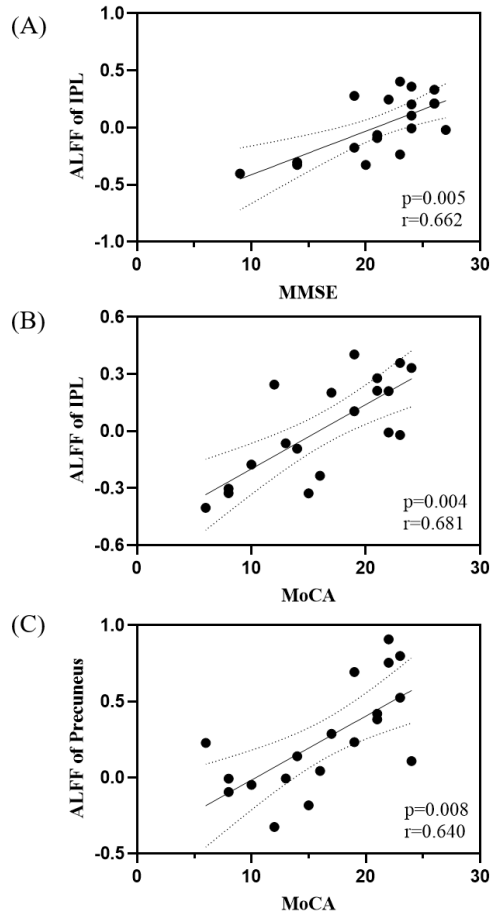 (A)
ALFF of IPL
1.0
0.5
0.0
-0.5
-1.0
0 10 20 30
MMSE
p=0.005
r=0.662
(B)
ALFF of IPL
0.6
0.3
0.0
-0.3
-0.6
0 10 20 30
MoCA
p=0.004
r=0.681
(C)
ALFF of Precuneus
1.0
0.5
0.0
-0.5
0 10 20 30
MoCA
p=0.008
r=0.640